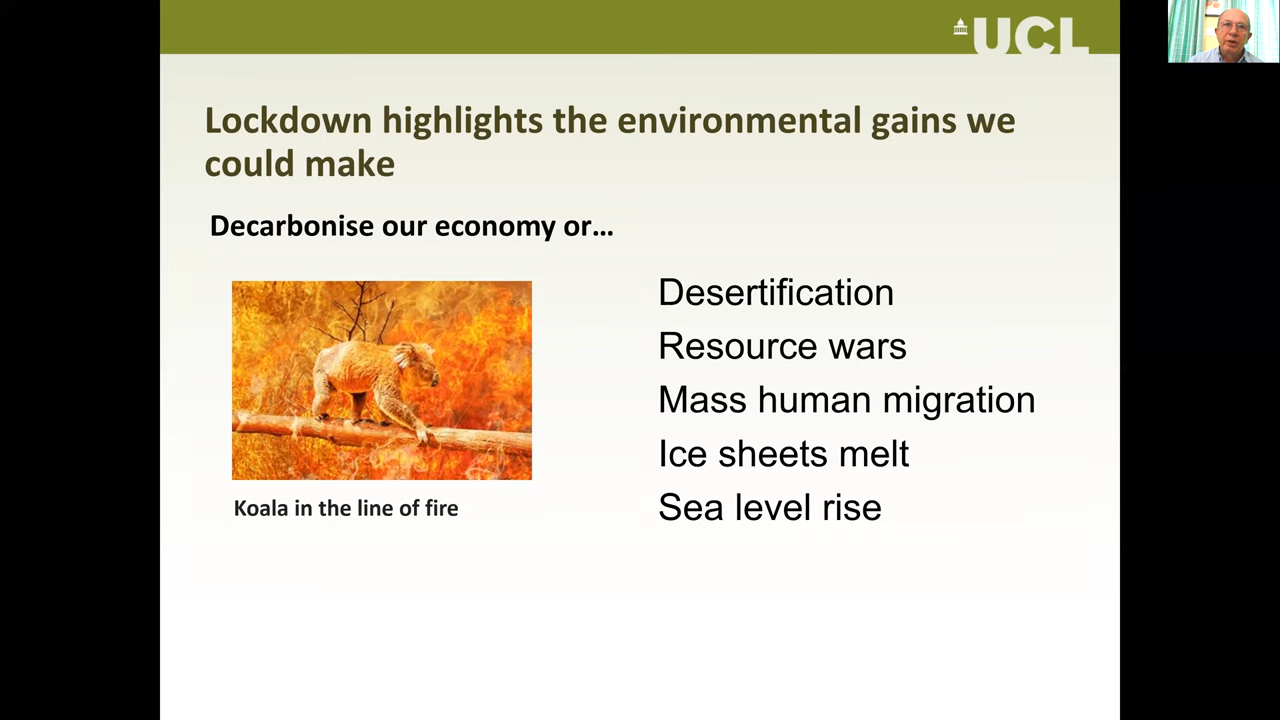 UCL
Lockdown highlights the environmental gains we
could make
Decarbonise our economy or…
Desertification
Resource wars
Mass human migration
Ice sheets melt
Sea level rise
Koala in the line of fire